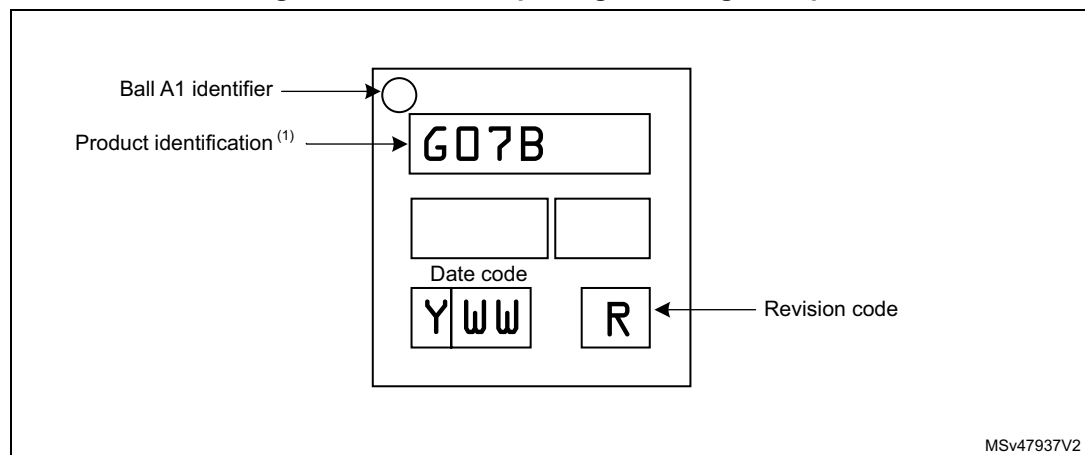 Ball A1 identifier
Product identification (1)
G07B
Date code
Y WW
R
Revision code
MSv47937V2